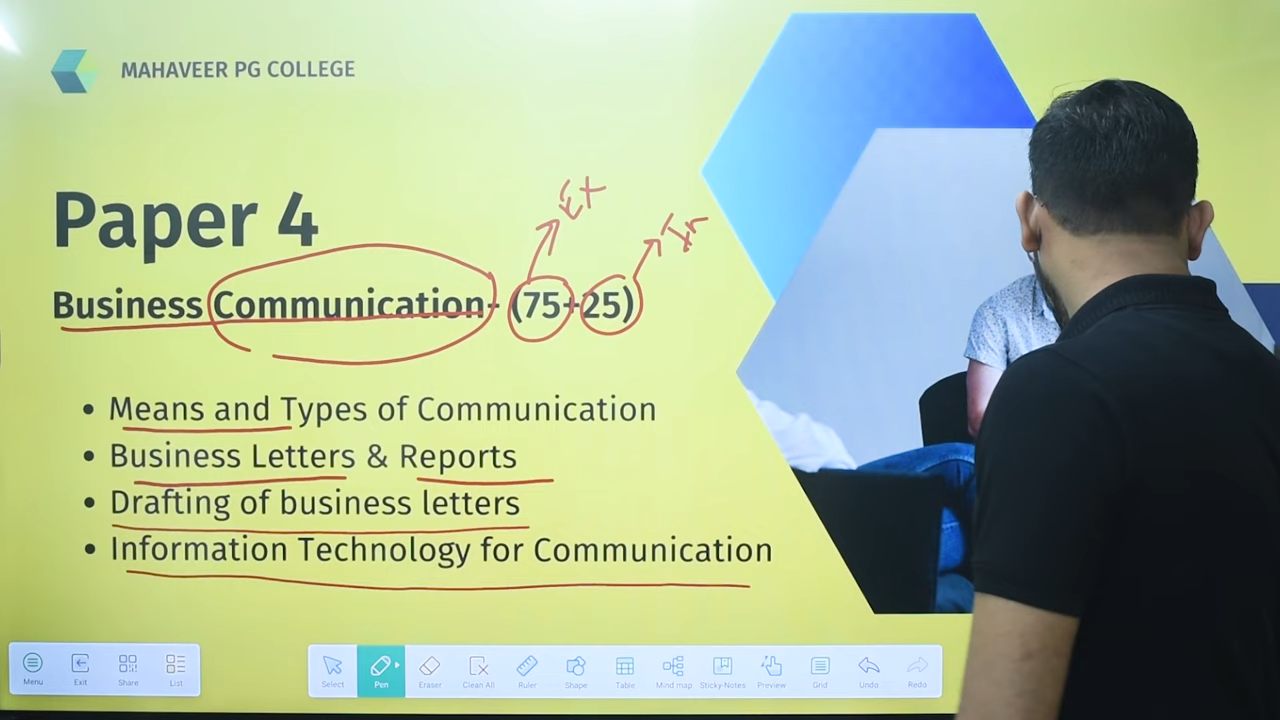 MAHAVEER PG COLLEGE
Ex
In
Paper 4
Business Communication- (75+25)
• Means and Types of Communication
• Business Letters & Reports
• Drafting of business letters
• Information Technology for Communication
Menu Exit Share List Select Pen Eraser Clean All Ruler Shape Table Mind map Sticky-Notes Preview Grid Undo Redo